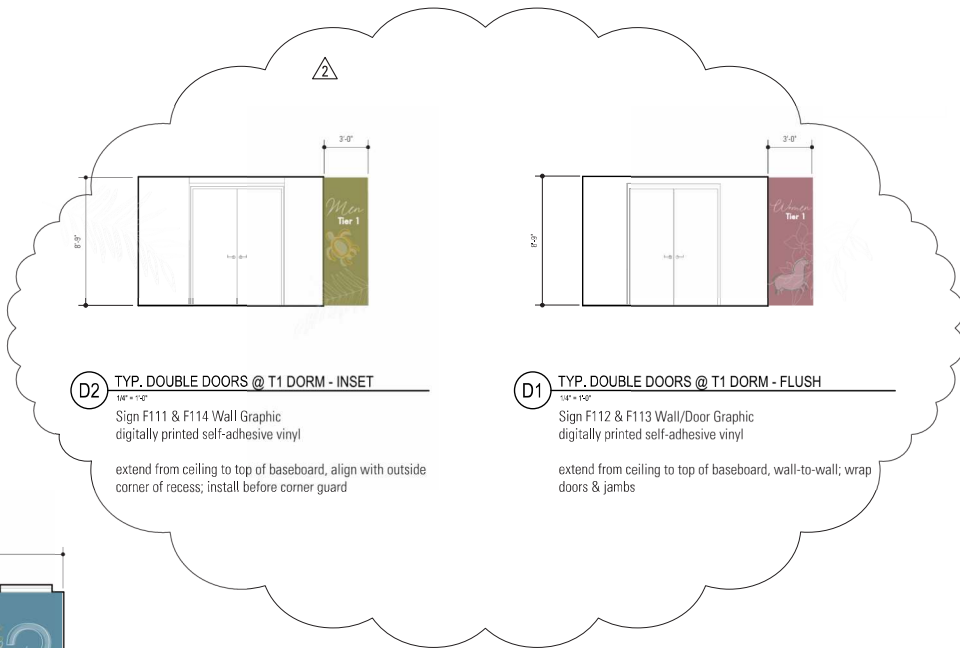 2
3'-0"
8'-9"
Men
Tier 1
D2
TYP. DOUBLE DOORS @ T1 DORM - INSET
1/4" = 1'-0"
Sign F111 & F114 Wall Graphic
digitally printed self-adhesive vinyl
extend from ceiling to top of baseboard, align with outside
corner of recess; install before corner guard
3'-0"
8'-9"
Women
Tier 1
D1
TYP. DOUBLE DOORS @ T1 DORM - FLUSH
1/4" = 1'-0"
Sign F112 & F113 Wall/Door Graphic
digitally printed self-adhesive vinyl
extend from ceiling to top of baseboard, wall-to-wall; wrap
doors & jambs